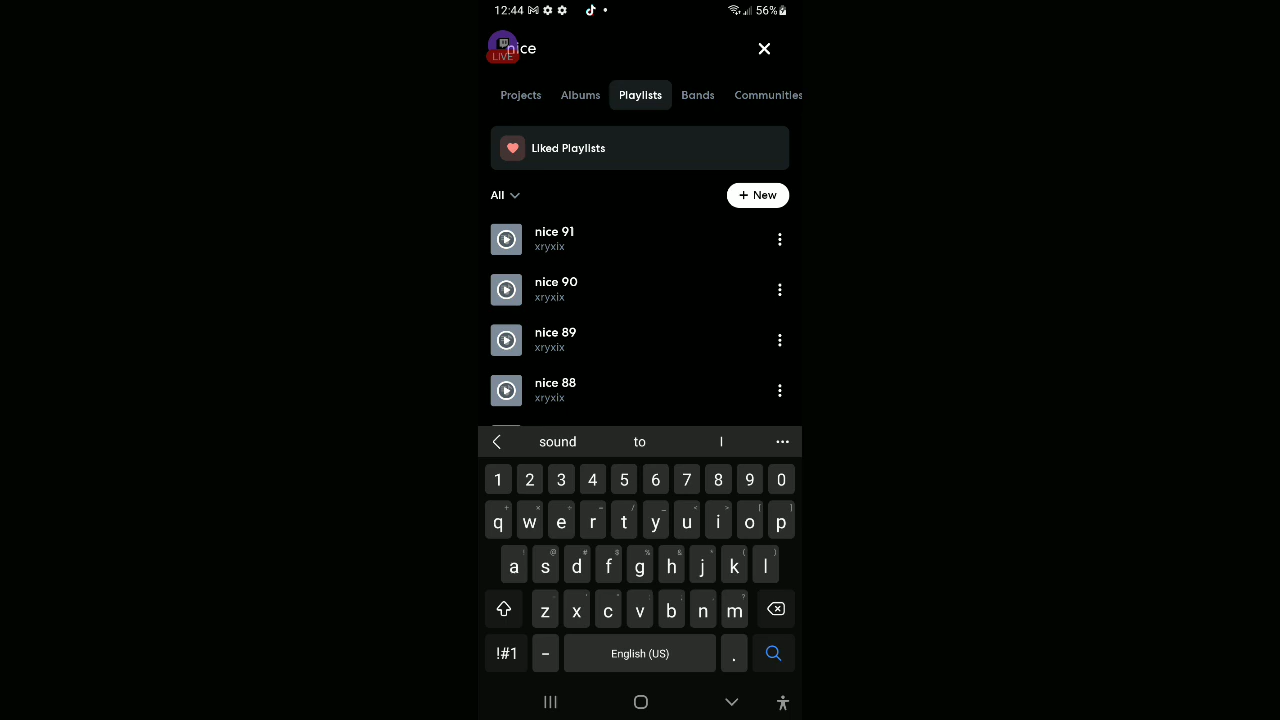 12:44 56%
nice
LIVE
Projects Albums Playlists Bands Communities
Liked Playlists
All + New
nice 91
xryxix
nice 90
xryxix
nice 89
xryxix
nice 88
xryxix
sound to I
1 2 3 4 5 6 7 8 9 0
q w e r t y u i o p
a s d f g h j k l
z x c v b n m
!#1 - English (US) .